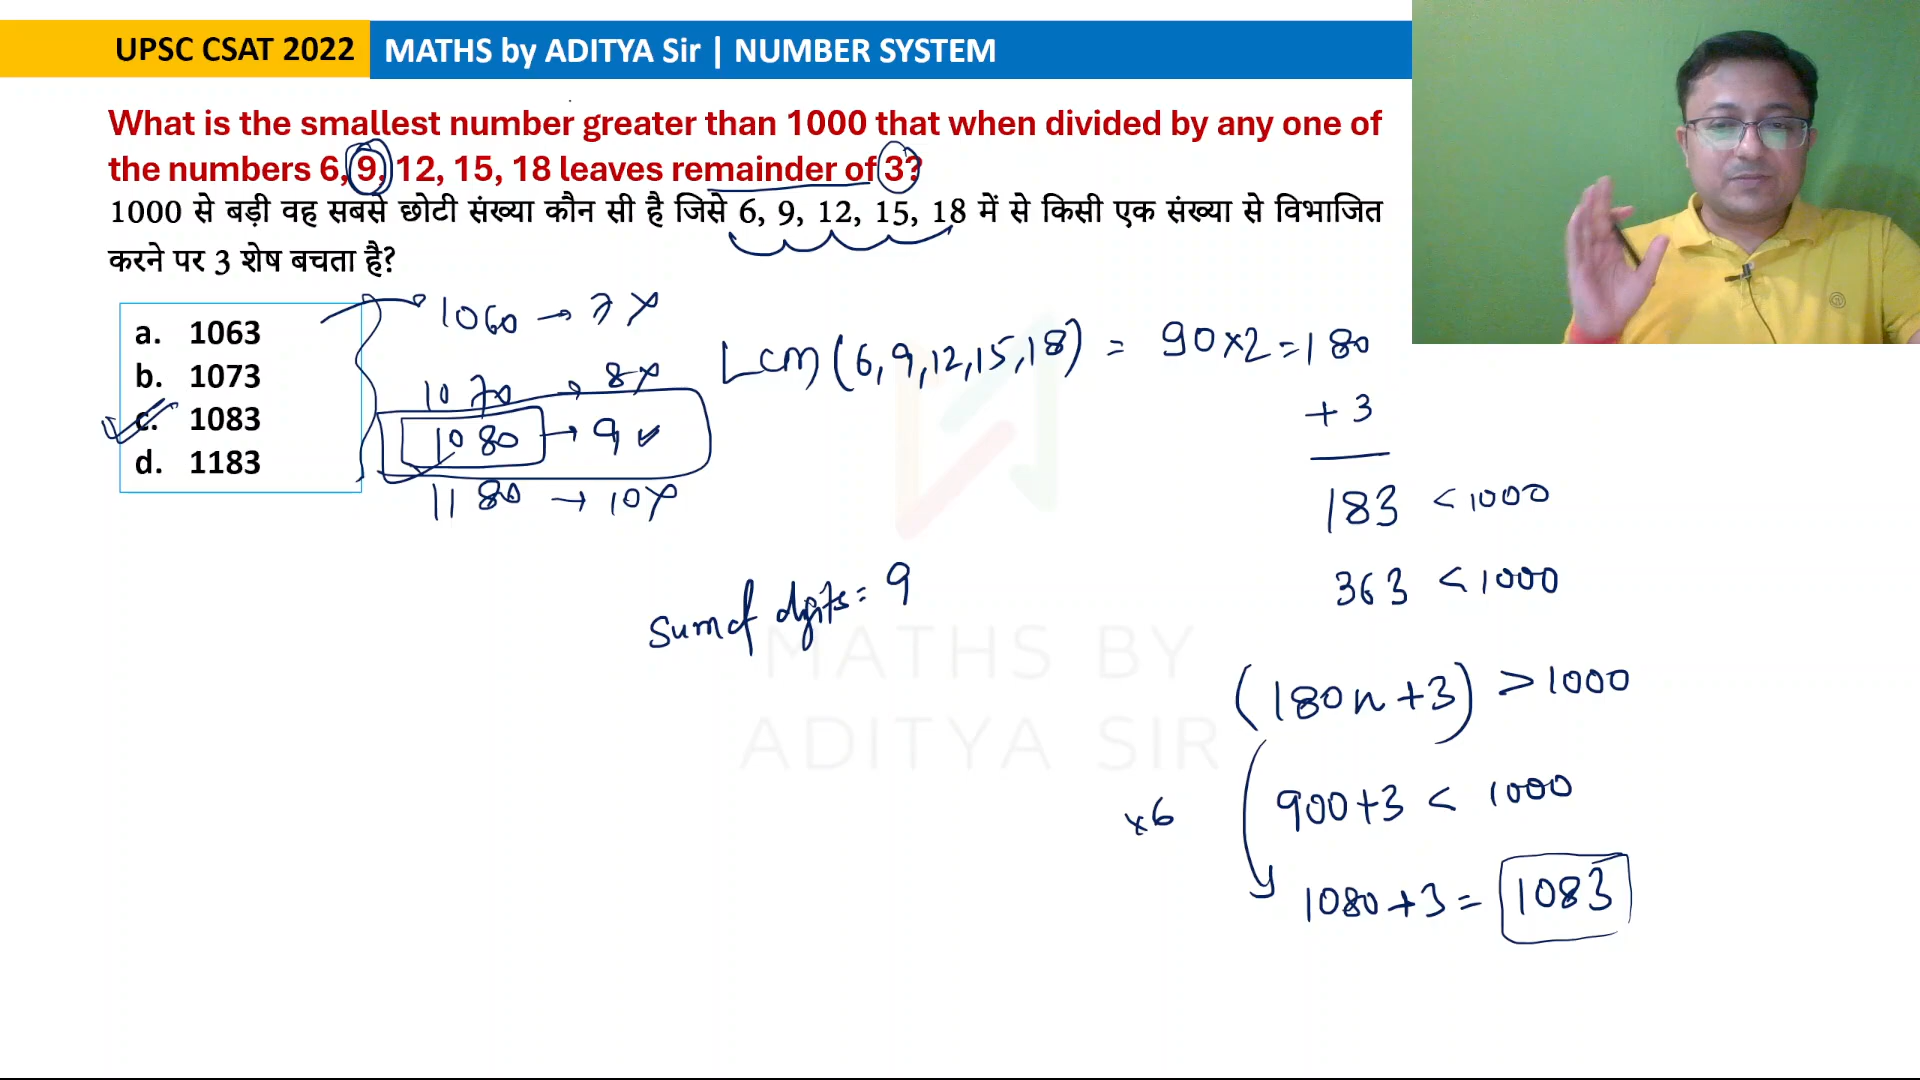 UPSC CSAT 2022 MATHS by ADITYA Sir | NUMBER SYSTEM
What is the smallest number greater than 1000 that when divided by any one of
the numbers 6, 9, 12, 15, 18 leaves remainder of 3?
1000 से बड़ी वह सबसे छोटी संख्या कौन सी है जिसे 6, 9, 12, 15, 18 में से किसी एक संख्या से विभाजित
करने पर 3 शेष बचता है?
a. 1063
b. 1073
c. 1083
d. 1183
1060 → 7 ×
1070 → 8 ×
1080 → 9 ✓
1180 → 10 ×
Sum of digits = 9
LCM (6, 9, 12, 15, 18) = 90×2 = 180
+ 3
183 < 1000
363 < 1000
(180n + 3) > 1000
900+3 < 1000
×6
1080+3 = 1083
MATHS BY
ADITYA SIR